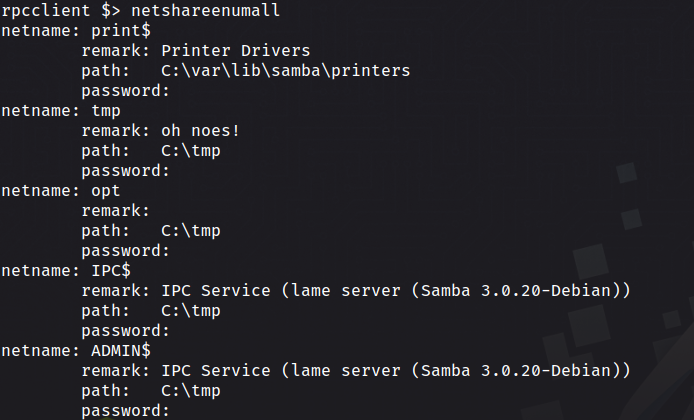 rpcclient $> netshareenumall
netname: print$
        remark: Printer Drivers
        path:   C:\var\lib\samba\printers
        password:
netname: tmp
        remark: oh noes!
        path:   C:\tmp
        password:
netname: opt
        remark:
        path:   C:\tmp
        password:
netname: IPC$
        remark: IPC Service (lame server (Samba 3.0.20-Debian))
        path:   C:\tmp
        password:
netname: ADMIN$
        remark: IPC Service (lame server (Samba 3.0.20-Debian))
        path:   C:\tmp
        password: